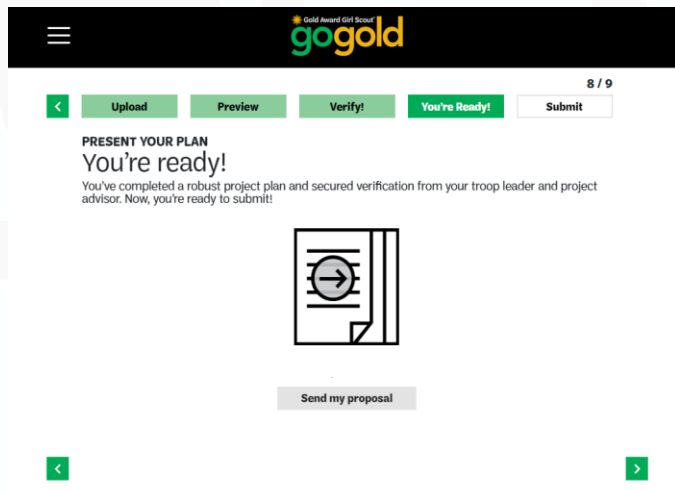 Gold Award Girl Scout
gogold
8 / 9
Upload
Preview
Verify!
You're Ready!
Submit
PRESENT YOUR PLAN
You're ready!
You've completed a robust project plan and secured verification from your troop leader and project
advisor. Now, you're ready to submit!
Send my proposal